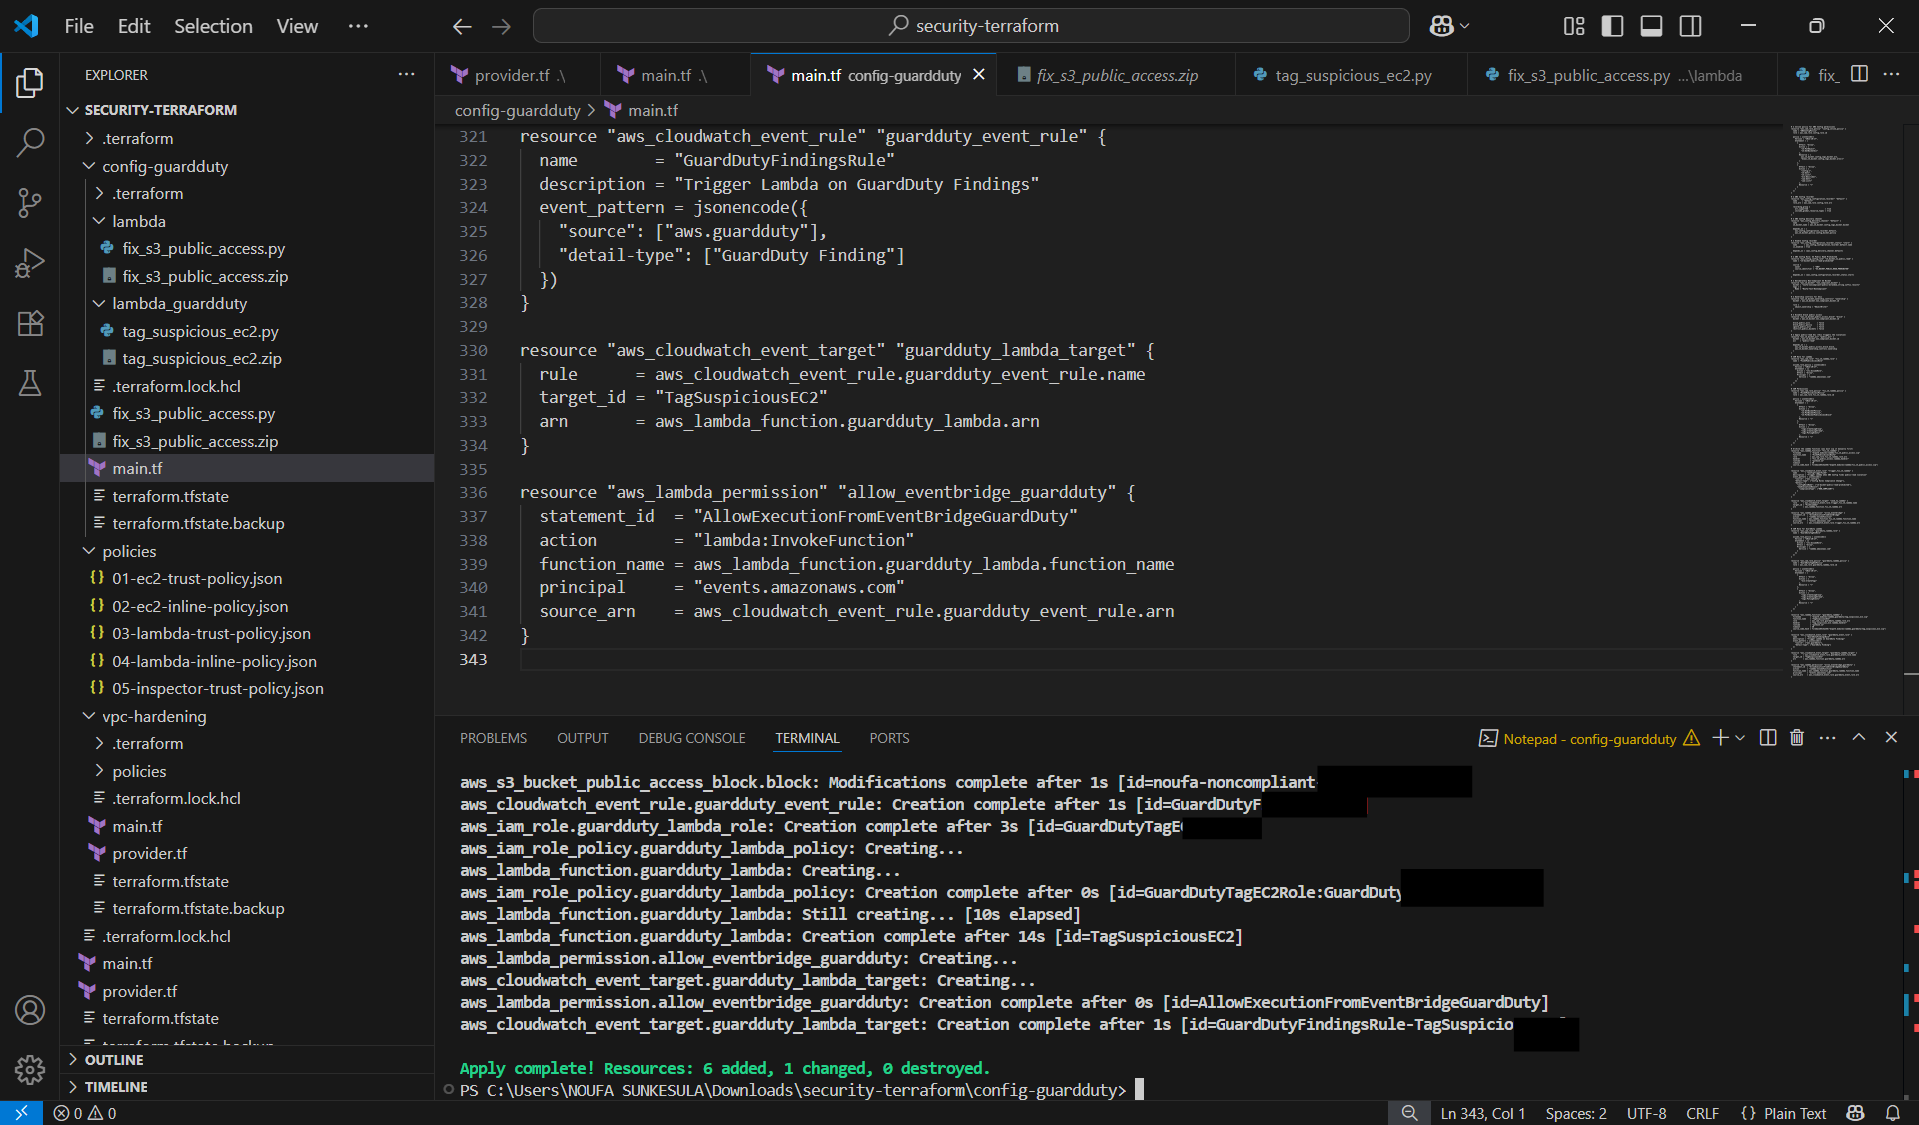 File Edit Selection View ···
security-terraform
EXPLORER
SECURITY-TERRAFORM
.terraform
config-guardduty
.terraform
lambda
fix_s3_public_access.py
fix_s3_public_access.zip
lambda_guardduty
tag_suspicious_ec2.py
tag_suspicious_ec2.zip
.terraform.lock.hcl
fix_s3_public_access.py
fix_s3_public_access.zip
main.tf
terraform.tfstate
terraform.tfstate.backup
policies
{} 01-ec2-trust-policy.json
{} 02-ec2-inline-policy.json
{} 03-lambda-trust-policy.json
{} 04-lambda-inline-policy.json
{} 05-inspector-trust-policy.json
vpc-hardening
.terraform
policies
.terraform.lock.hcl
main.tf
provider.tf
terraform.tfstate
terraform.tfstate.backup
.terraform.lock.hcl
main.tf
provider.tf
terraform.tfstate
terraform.tfstate.backup
OUTLINE
TIMELINE
provider.tf .\ main.tf .\ main.tf config-guardduty fix_s3_public_access.zip tag_suspicious_ec2.py fix_s3_public_access.py ...\lambda fix_
config-guardduty > main.tf
321 resource "aws_cloudwatch_event_rule" "guardduty_event_rule" {
322 name = "GuardDutyFindingsRule"
323 description = "Trigger Lambda on GuardDuty Findings"
324 event_pattern = jsonencode({
325 "source": ["aws.guardduty"],
326 "detail-type": ["GuardDuty Finding"]
327 })
328 }
329
330 resource "aws_cloudwatch_event_target" "guardduty_lambda_target" {
331 rule = aws_cloudwatch_event_rule.guardduty_event_rule.name
332 target_id = "TagSuspiciousEC2"
333 arn = aws_lambda_function.guardduty_lambda.arn
334 }
335
336 resource "aws_lambda_permission" "allow_eventbridge_guardduty" {
337 statement_id = "AllowExecutionFromEventBridgeGuardDuty"
338 action = "lambda:InvokeFunction"
339 function_name = aws_lambda_function.guardduty_lambda.function_name
340 principal = "events.amazonaws.com"
341 source_arn = aws_cloudwatch_event_rule.guardduty_event_rule.arn
342 }
343
PROBLEMS OUTPUT DEBUG CONSOLE TERMINAL PORTS
Notepad - config-guardduty
aws_s3_bucket_public_access_block.block: Modifications complete after 1s [id=noufa-noncompliant
aws_cloudwatch_event_rule.guardduty_event_rule: Creation complete after 1s [id=GuardDutyF
aws_iam_role.guardduty_lambda_role: Creation complete after 3s [id=GuardDutyTagE
aws_iam_role_policy.guardduty_lambda_policy: Creating...
aws_lambda_function.guardduty_lambda: Creating...
aws_iam_role_policy.guardduty_lambda_policy: Creation complete after 0s [id=GuardDutyTagEC2Role:GuardDuty
aws_lambda_function.guardduty_lambda: Still creating... [10s elapsed]
aws_lambda_function.guardduty_lambda: Creation complete after 14s [id=TagSuspiciousEC2]
aws_lambda_permission.allow_eventbridge_guardduty: Creating...
aws_cloudwatch_event_target.guardduty_lambda_target: Creating...
aws_lambda_permission.allow_eventbridge_guardduty: Creation complete after 0s [id=AllowExecutionFromEventBridgeGuardDuty]
aws_cloudwatch_event_target.guardduty_lambda_target: Creation complete after 1s [id=GuardDutyFindingsRule-TagSuspicio
Apply complete! Resources: 6 added, 1 changed, 0 destroyed.
PS C:\Users\NOUFA SUNKESULA\Downloads\security-terraform\config-guardduty>
0 0
Ln 343, Col 1 Spaces: 2 UTF-8 CRLF {} Plain Text